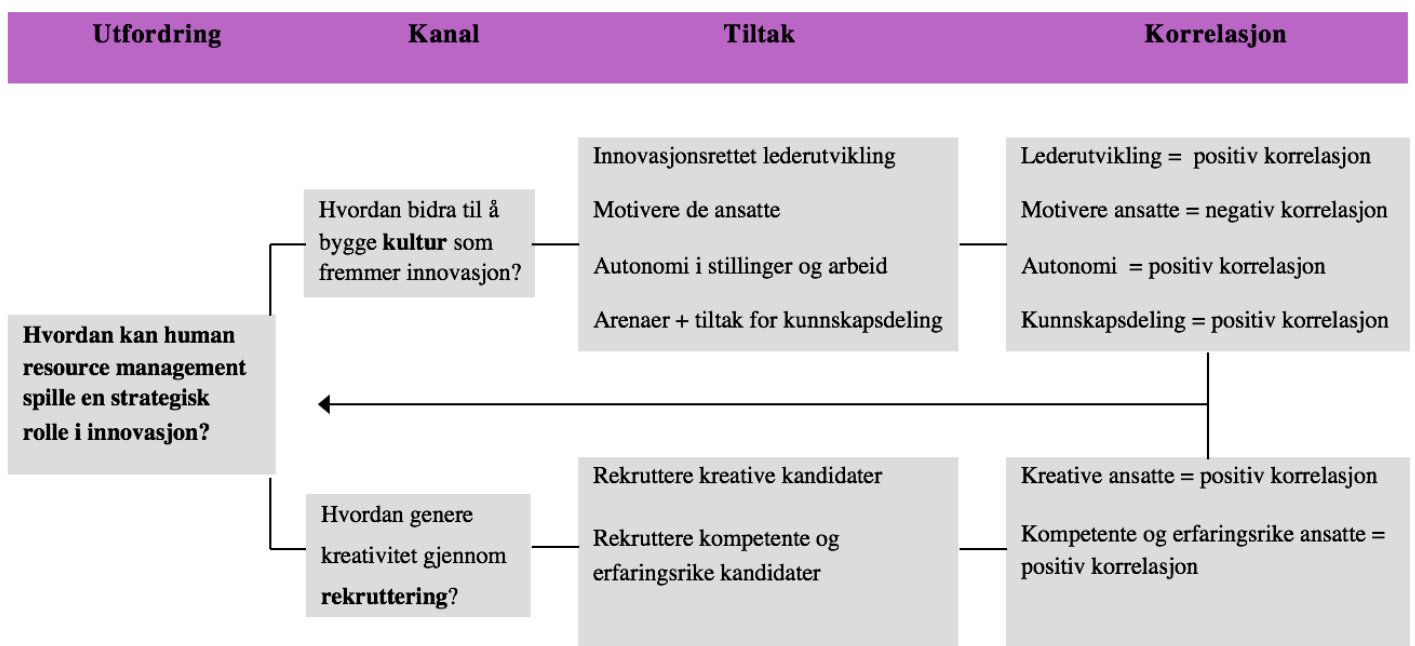 Utfordring
Kanal
Tiltak
Korrelasjon
Hvordan kan human
resource management
spille en strategisk
rolle i innovasjon?
Hvordan bidra til å
bygge kultur som
fremmer innovasjon?
Innovasjonsrettet lederutvikling
Motivere de ansatte
Autonomi i stillinger og arbeid
Arenaer + tiltak for kunnskapsdeling
Lederutvikling = positiv korrelasjon
Motivere ansatte = negativ korrelasjon
Autonomi = positiv korrelasjon
Kunnskapsdeling = positiv korrelasjon
Hvordan genere
kreativitet gjennom
rekruttering?
Rekruttere kreative kandidater
Rekruttere kompetente og
erfaringsrike kandidater
Kreative ansatte = positiv korrelasjon
Kompetente og erfaringsrike ansatte =
positiv korrelasjon